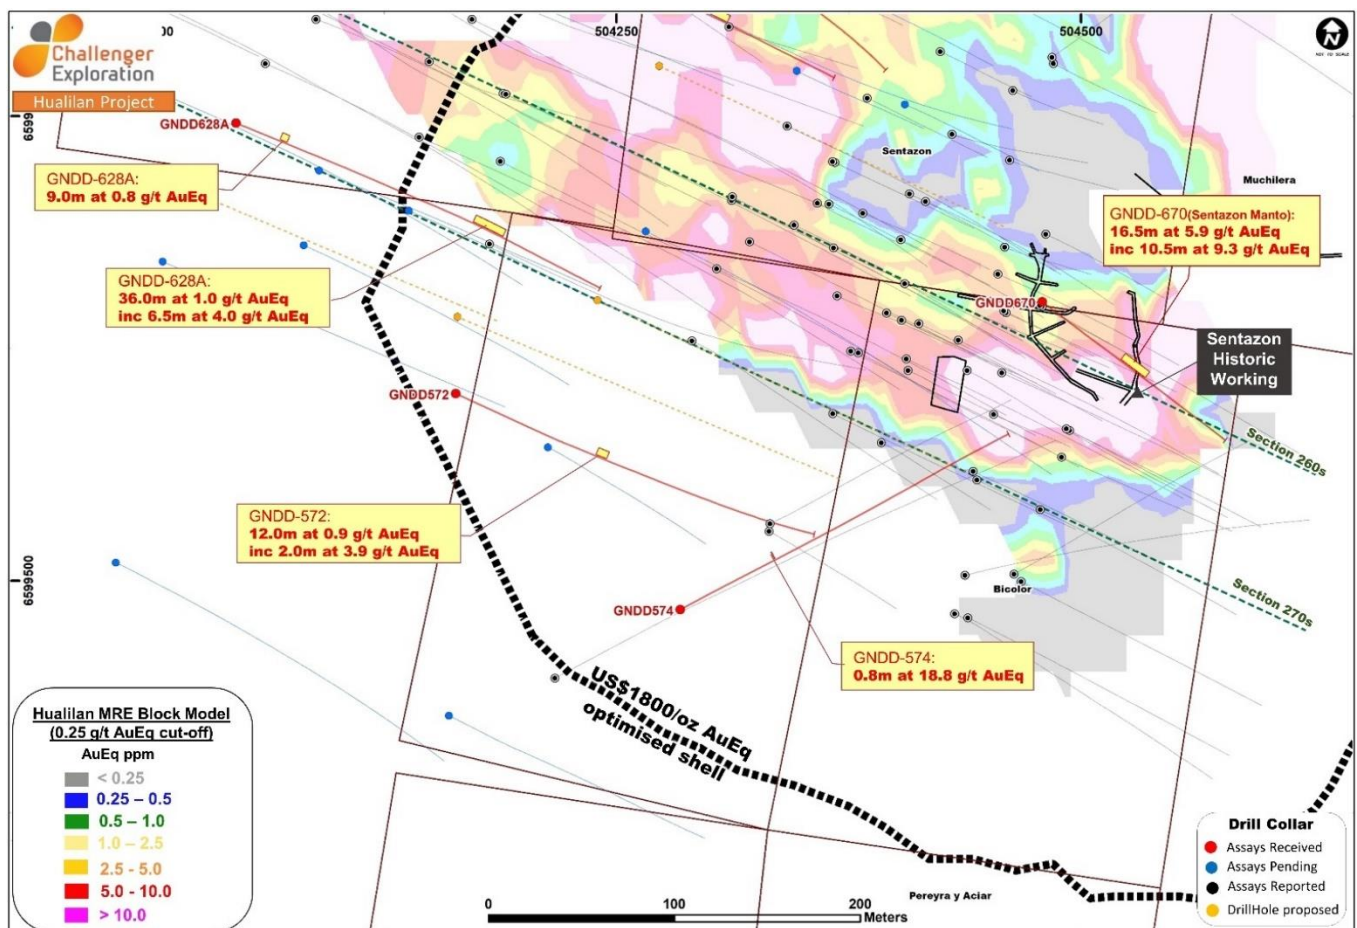 Challenger
Exploration
Hualilan Project
00
504250
504500
N
NOT TO SCALE
6599
GNDD628A
GNDD-628A:
9.0m at 0.8 g/t AuEq
Sentazon
Muchilera
GNDD-670(Sentazon Manto):
16.5m at 5.9 g/t AuEq
inc 10.5m at 9.3 g/t AuEq
GNDD-628A:
36.0m at 1.0 g/t AuEq
inc 6.5m at 4.0 g/t AuEq
GNDD670
Sentazon
Historic
Working
GNDD572
Section 260s
GNDD-572:
12.0m at 0.9 g/t AuEq
inc 2.0m at 3.9 g/t AuEq
6599500
Bicolor
Section 270s
GNDD574
GNDD-574:
0.8m at 18.8 g/t AuEq
US$1800/oz AuEq
optimised shell
Hualilan MRE Block Model
(0.25 g/t AuEq cut-off)
AuEq ppm
< 0.25
0.25 – 0.5
0.5 – 1.0
1.0 – 2.5
2.5 - 5.0
5.0 - 10.0
> 10.0
Drill Collar
Assays Received
Assays Pending
Assays Reported
DrillHole proposed
Pereyra y Aciar
0 100 200
Meters